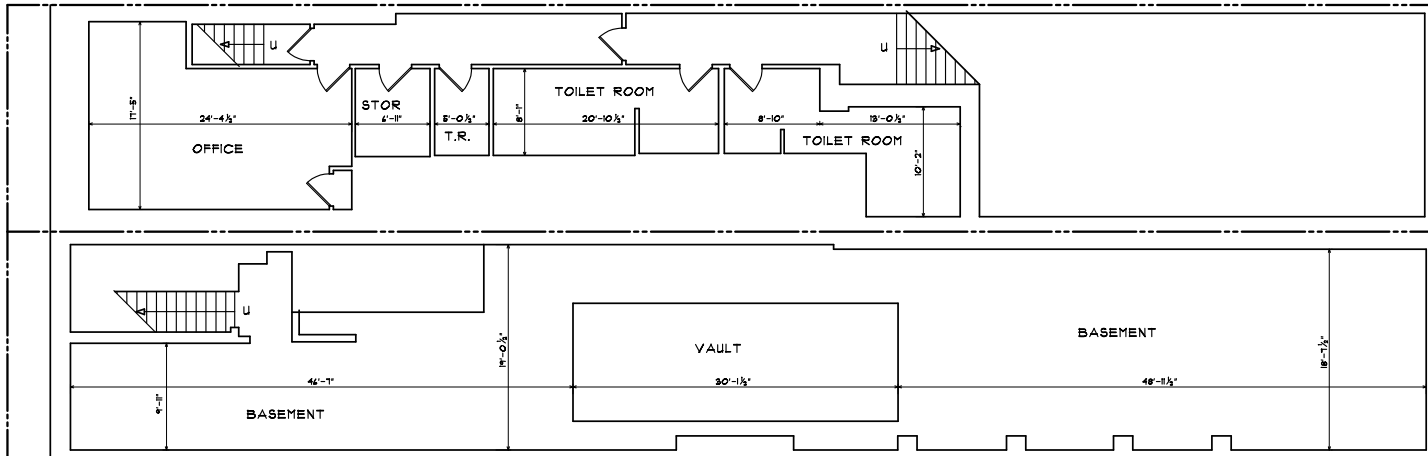 U
U
STOR
TOILET ROOM
17'-5"
24'-4½"
6'-11"
5'-0½"
8'-1"
20'-10½"
8'-10"
13'-0½"
T.R.
TOILET ROOM
OFFICE
10'-2"
U
BASEMENT
VAULT
19'-0½"
18'-7½"
46'-7"
30'-1½"
48'-11½"
9'-11"
BASEMENT